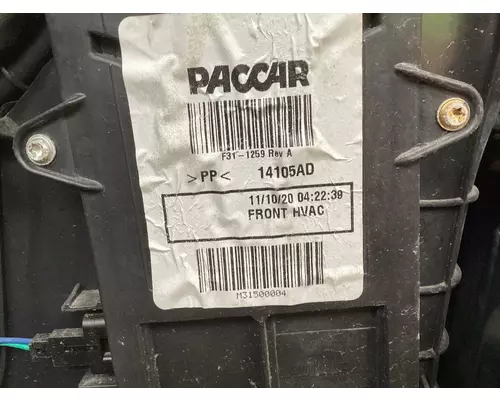 PACCAR
F31-1259 Rev A
>PP< 14105AD
11/10/20 04:22:39
FRONT HVAC
M31500004